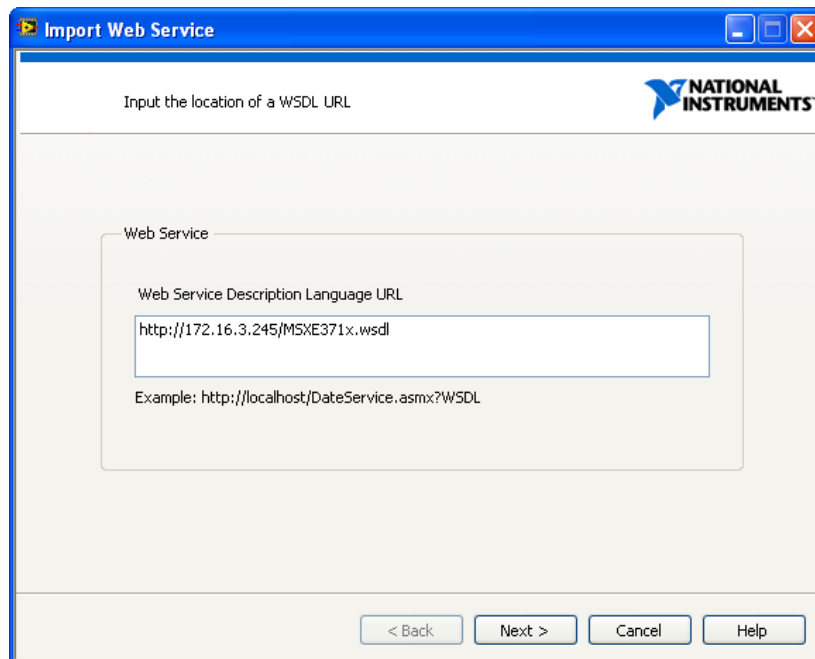 Import Web Service
Input the location of a WSDL URL
NATIONAL
INSTRUMENTS
Web Service
Web Service Description Language URL
http://172.16.3.245/MSXE371x.wsdl
Example: http://localhost/DateService.asmx?WSDL
< Back Next > Cancel Help